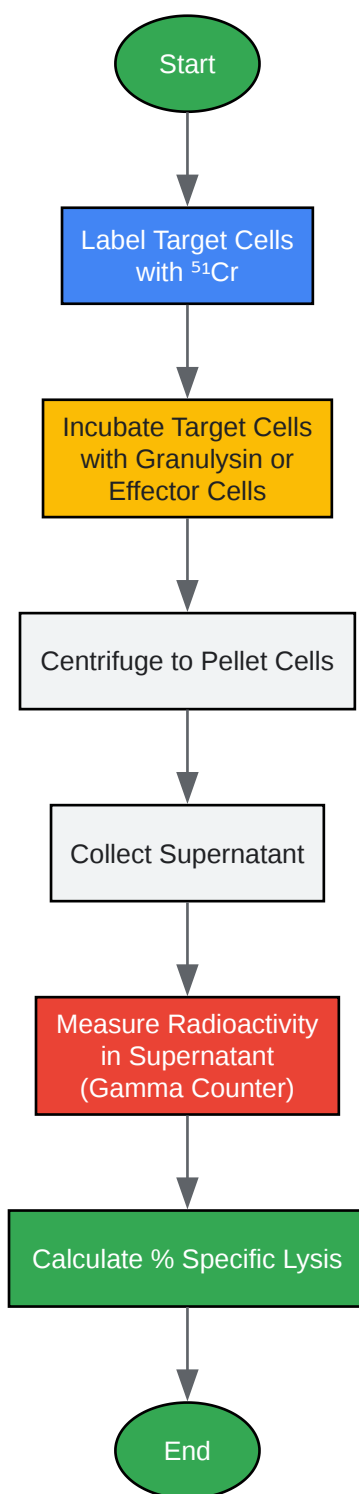 Start
Label Target Cells
with ⁵¹Cr
Incubate Target Cells
with Granulysin or
Effector Cells
Centrifuge to Pellet Cells
Collect Supernatant
Measure Radioactivity
in Supernatant
(Gamma Counter)
Calculate % Specific Lysis
End